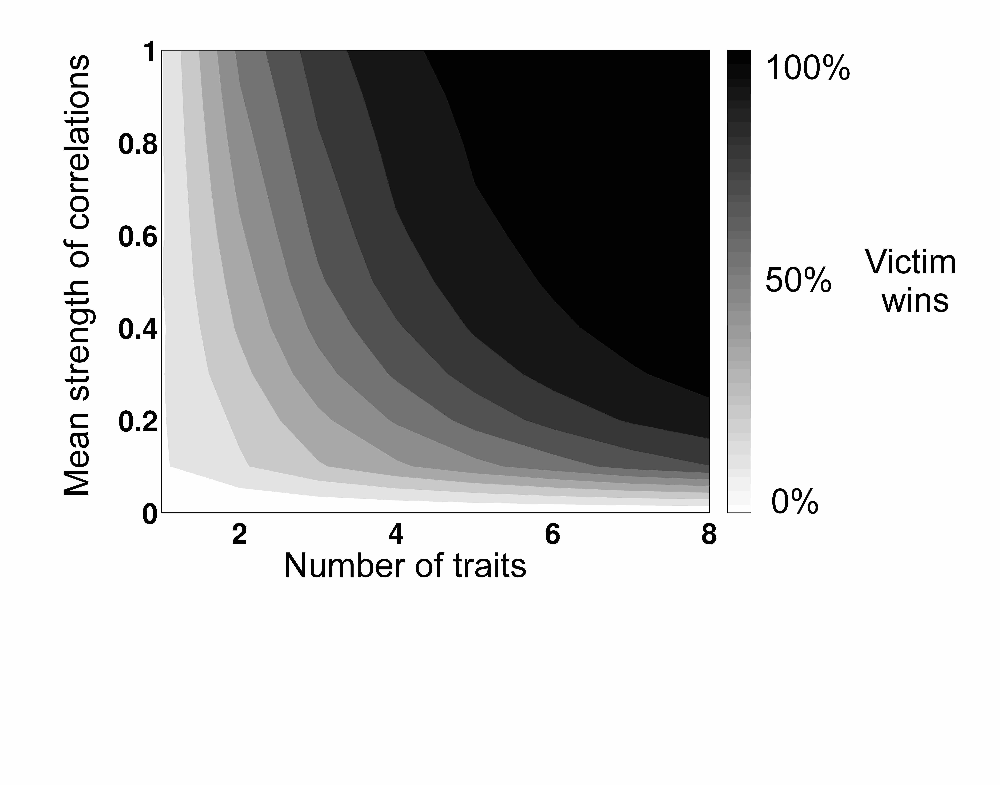 Mean strength of correlations
1
0.8
0.6
0.4
0.2
0
2 4 6 8
Number of traits
100%
50%
0%
Victim
wins